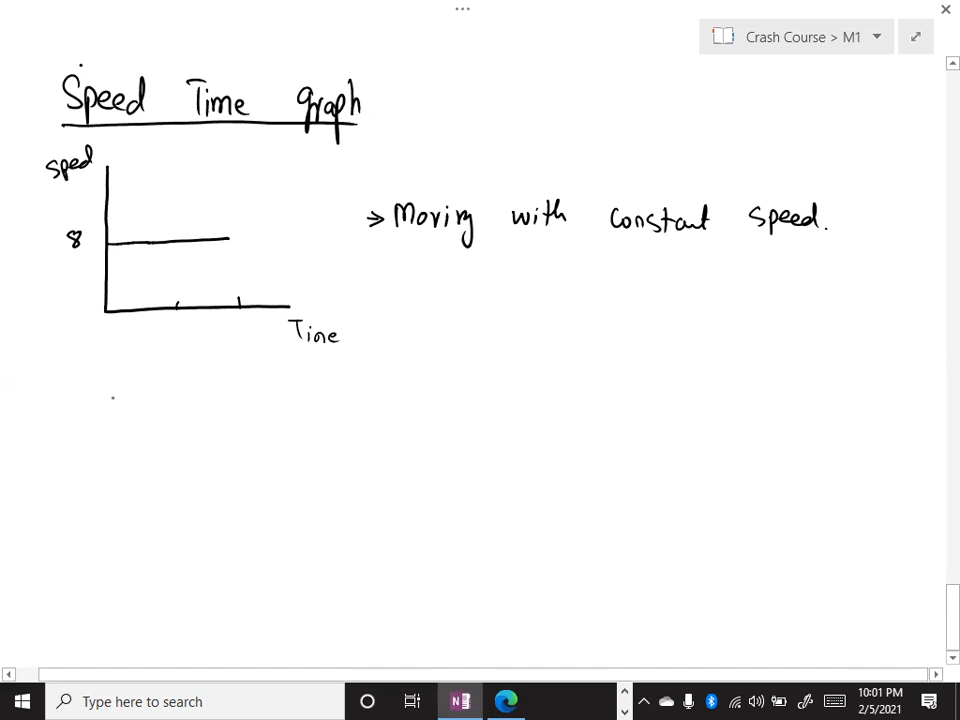 Crash Course > M1
Speed Time graph
sped
8
Time
⇒ Moving with constant speed.
Type here to search
10:01 PM
2/5/2021